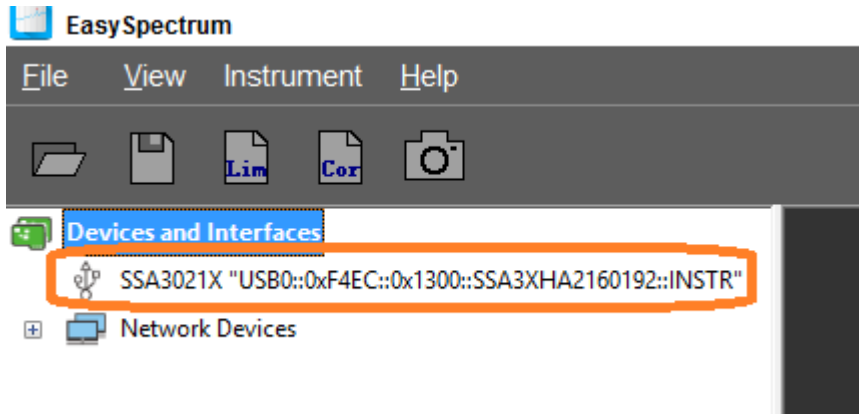 EasySpectrum
File View Instrument Help
Lim Cor
Devices and Interfaces
SSA3021X "USB0::0xF4EC::0x1300::SSA3XHA2160192::INSTR"
Network Devices